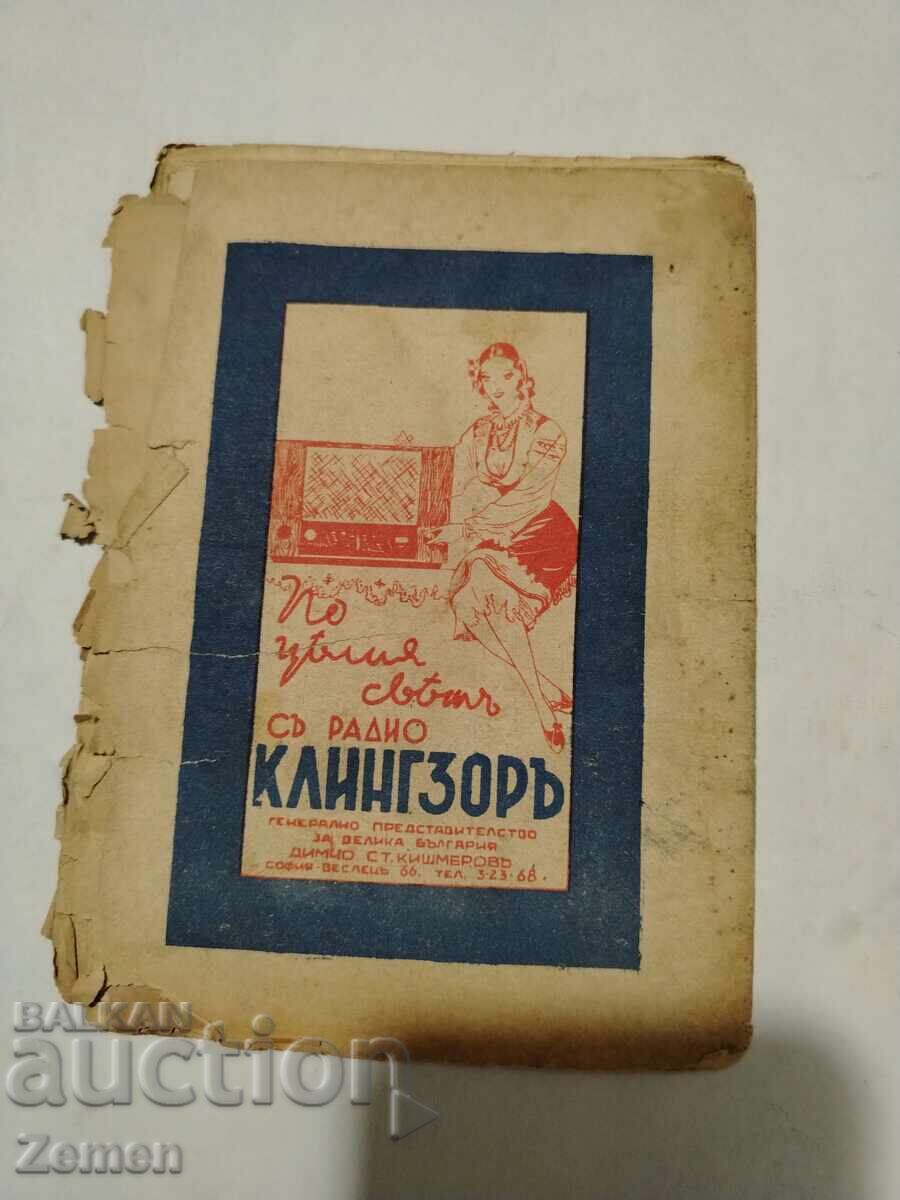 По
цѣлия
свѣтъ
СЪ РАДИО
КЛИНГЗОРЪ
ГЕНЕРАЛНО ПРЕДСТАВИТЕЛСТВО
ЗА ВЕЛИКА БЪЛГАРИЯ
ДИМЧО СТ. КИШМЕРОВЪ
СОФИЯ-ВЕСЛЕЦЪ 66. ТЕЛ. 3-23-68.
BALKAN
auction
Zemen